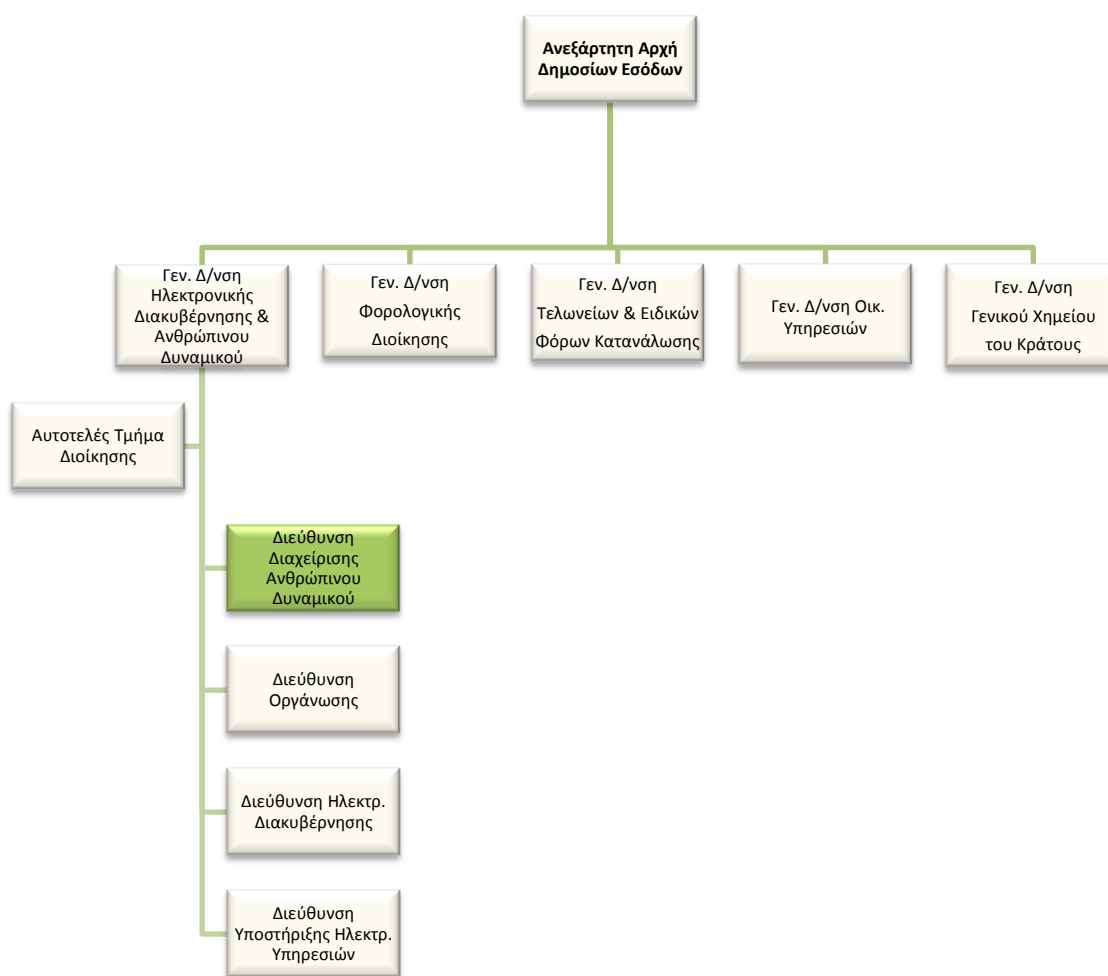 Ανεξάρτητη Αρχή
Δημοσίων Εσόδων
Γεν. Δ/νση
Ηλεκτρονικής
Διακυβέρνησης &
Ανθρώπινου
Δυναμικού
Γεν. Δ/νση
Φορολογικής
Διοίκησης
Γεν. Δ/νση
Τελωνείων & Ειδικών
Φόρων Κατανάλωσης
Γεν. Δ/νση Οικ.
Υπηρεσιών
Γεν. Δ/νση
Γενικού Χημείου
του Κράτους
Αυτοτελές Τμήμα
Διοίκησης
Διεύθυνση
Διαχείρισης
Ανθρώπινου
Δυναμικού
Διεύθυνση
Οργάνωσης
Διεύθυνση Ηλεκτρ.
Διακυβέρνησης
Διεύθυνση
Υποστήριξης Ηλεκτρ.
Υπηρεσιών